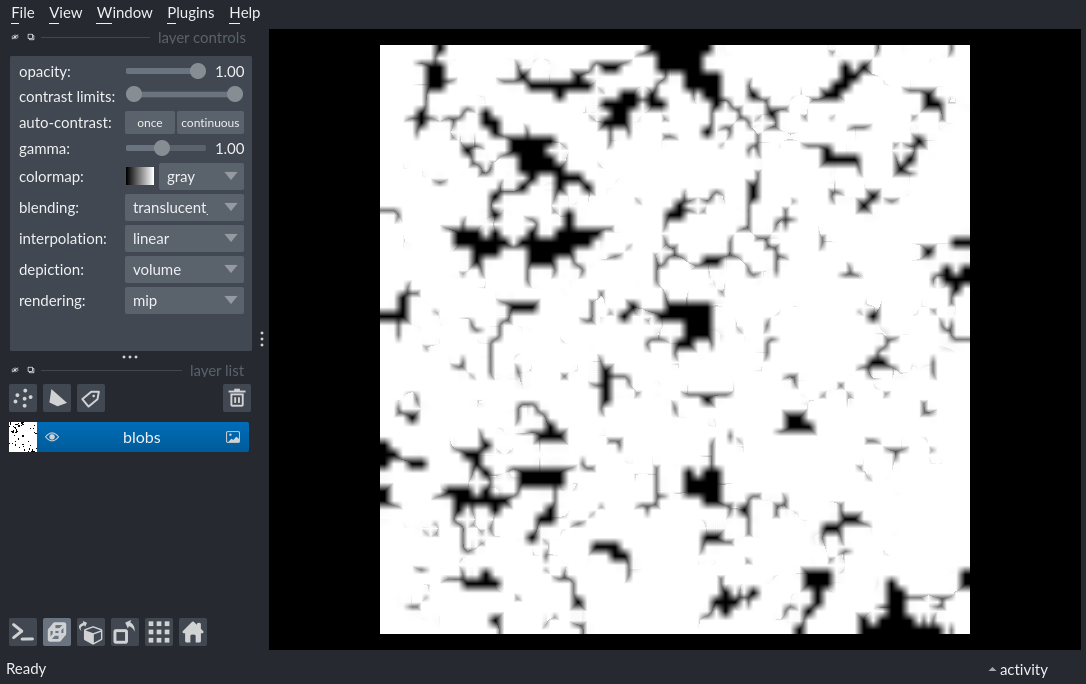 File View Window Plugins Help
layer controls
opacity: 1.00
contrast limits:
auto-contrast: once continuous
gamma: 1.00
colormap: gray
blending: translucent
interpolation: linear
depiction: volume
rendering: mip
layer list
blobs
Ready activity